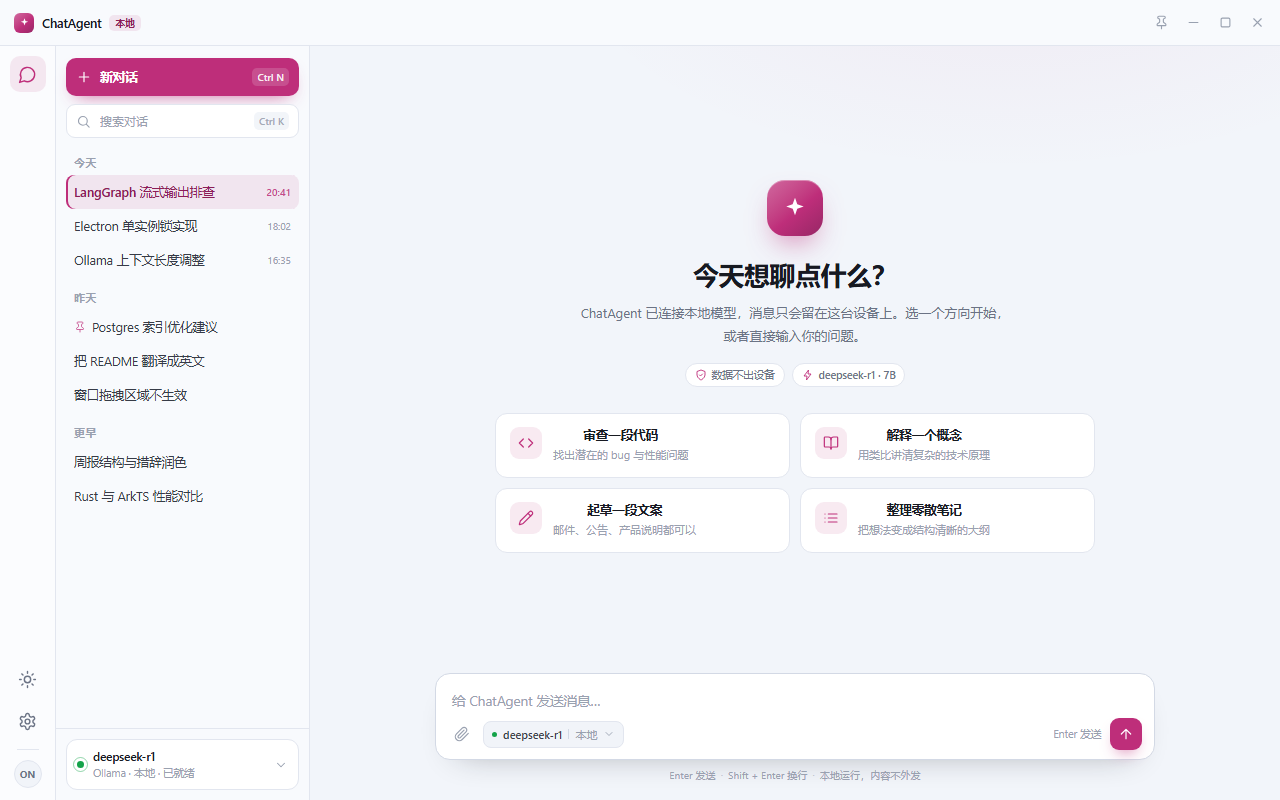 ChatAgent 本地
新对话 Ctrl N
搜索对话 Ctrl K
今天
LangGraph 流式输出排查 20:41
Electron 单实例锁实现 18:02
Ollama 上下文长度调整 16:35
昨天
Postgres 索引优化建议
把 README 翻译成英文
窗口拖拽区域不生效
更早
周报结构与措辞润色
Rust 与 ArkTS 性能对比
ON
deepseek-r1
Ollama · 本地 · 已就绪
今天想聊点什么？
ChatAgent 已连接本地模型，消息只会留在这台设备上。选一个方向开始，
或者直接输入你的问题。
数据不出设备 deepseek-r1 · 7B
审查一段代码
找出潜在的 bug 与性能问题
解释一个概念
用类比讲清复杂的技术原理
起草一段文案
邮件、公告、产品说明都可以
整理零散笔记
把想法变成结构清晰的大纲
给 ChatAgent 发送消息...
deepseek-r1 本地 Enter 发送
Enter 发送 · Shift + Enter 换行 · 本地运行，内容不外发